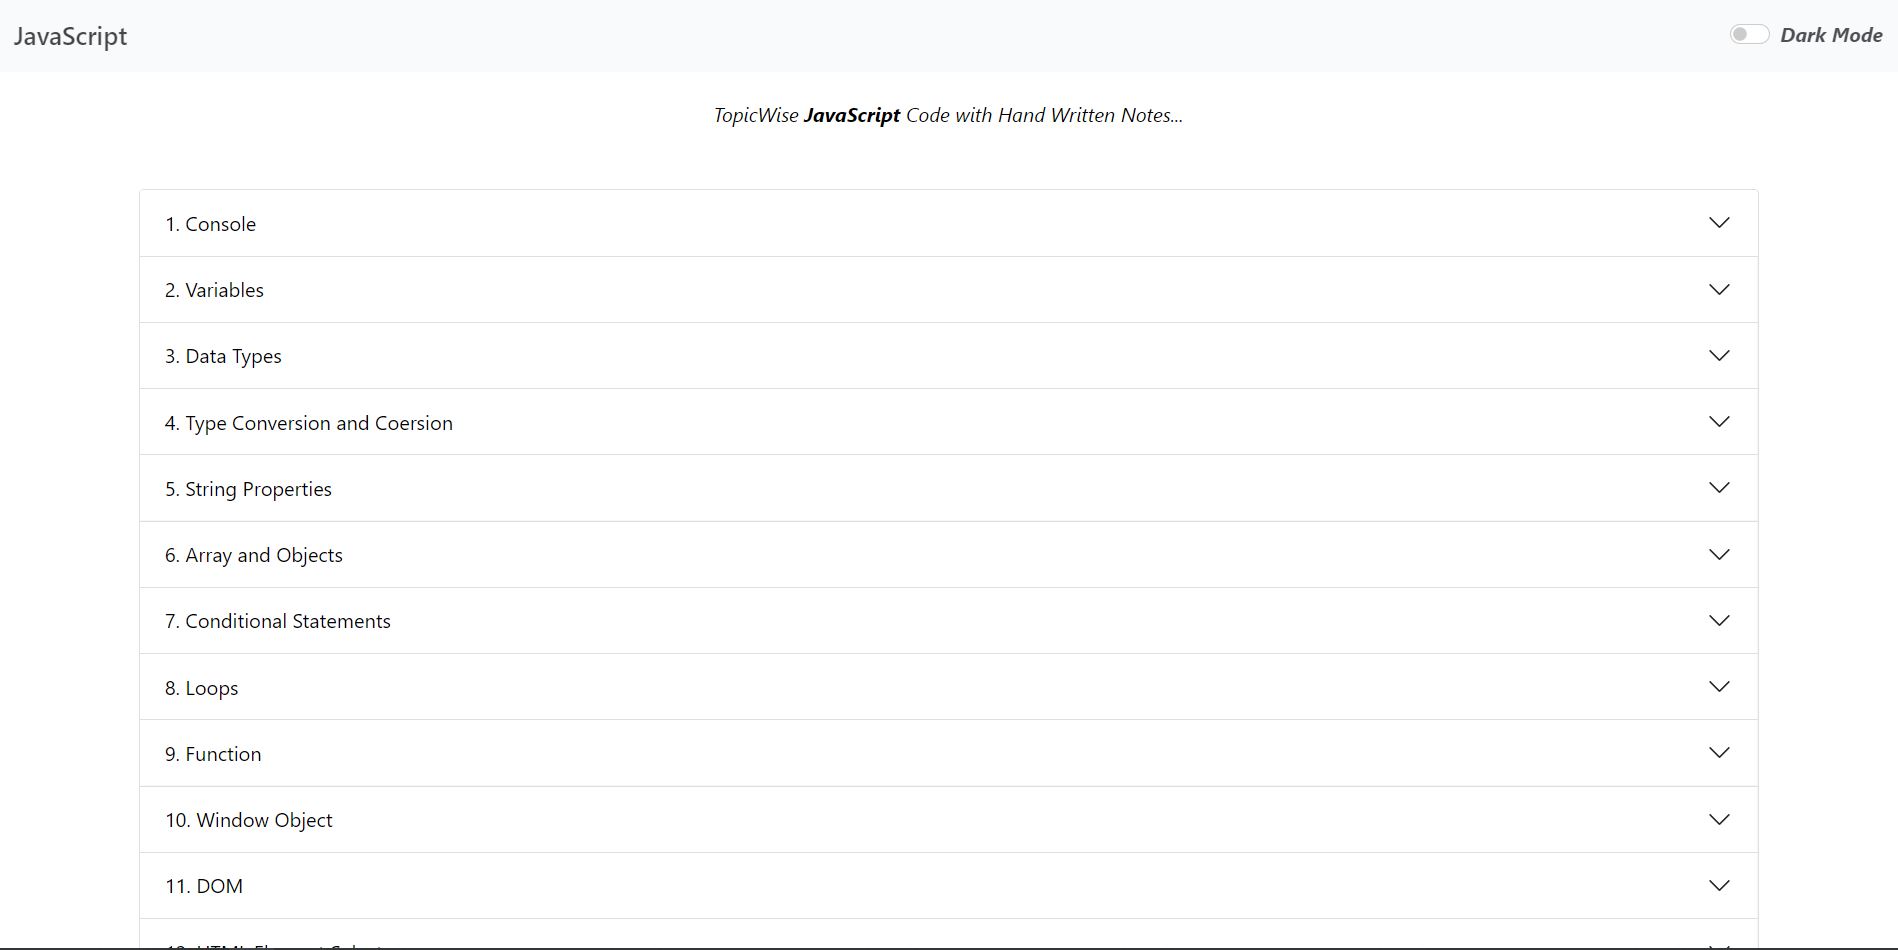 JavaScript
Dark Mode
TopicWise JavaScript Code with Hand Written Notes...
1. Console
2. Variables
3. Data Types
4. Type Conversion and Coersion
5. String Properties
6. Array and Objects
7. Conditional Statements
8. Loops
9. Function
10. Window Object
11. DOM